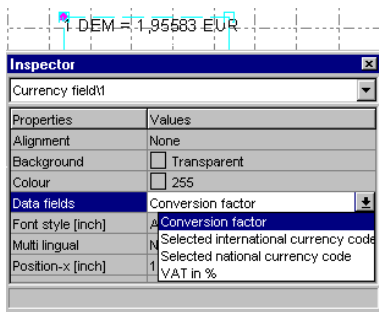 1 DEM = 1,95583 EUR
Inspector
Currency field\1
Properties Values
Alignment None
Background Transparent
Colour 255
Data fields Conversion factor
Font style [inch] A
Conversion factor
Multi lingual N
Selected international currency code
Selected national currency code
Position-x [inch] 1
VAT in %